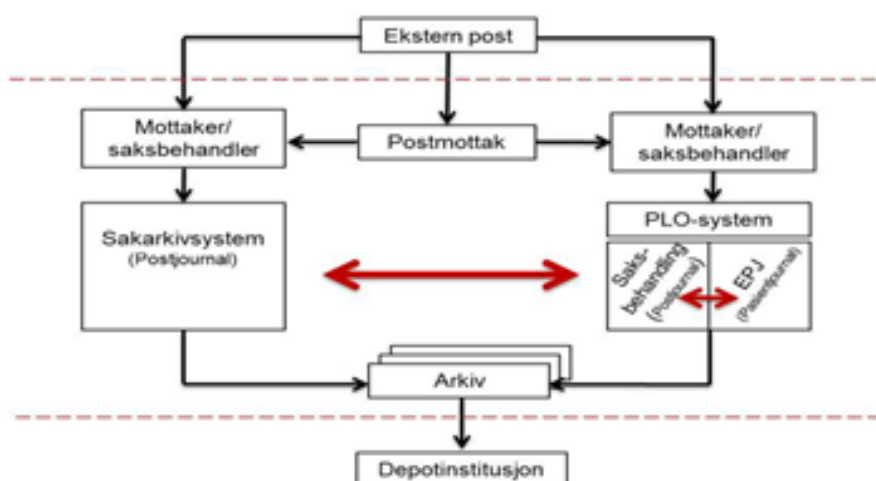 Ekstern post
Mottaker/
saksbehandler
Postmottak
Mottaker/
saksbehandler
Sakarkivsystem
(Postjournal)
PLO-system
Saks-
behandling
(Postjournal)
EPJ
(Pasientjournal)
Arkiv
Depotinstitusjon